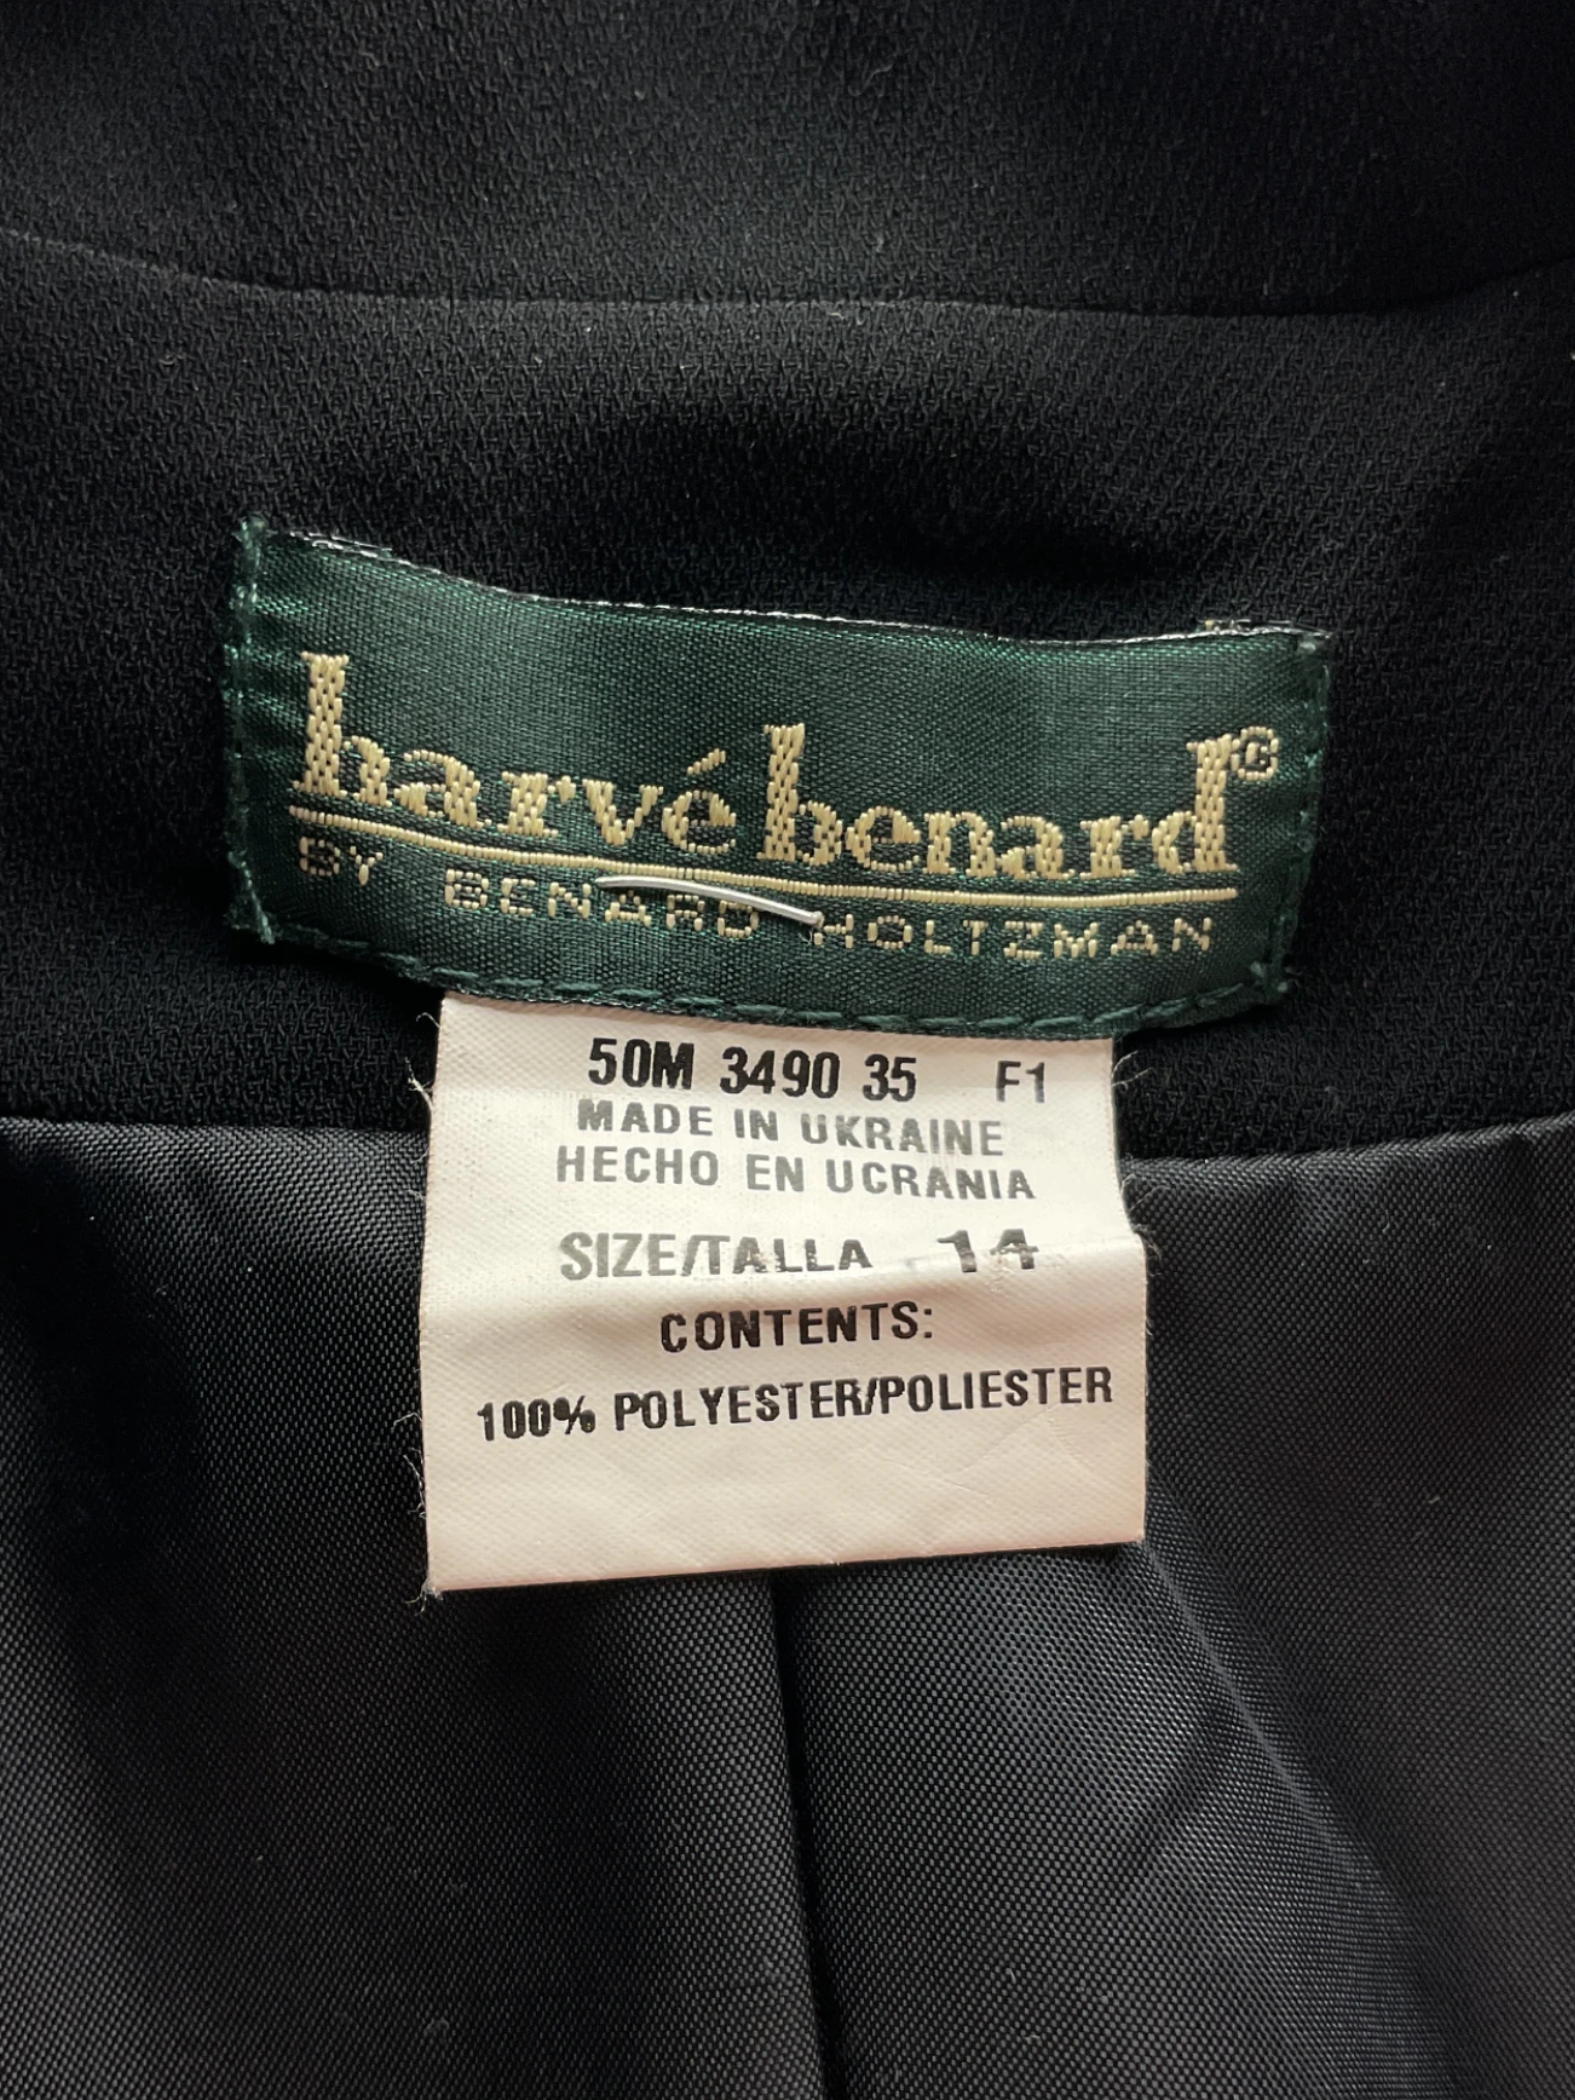 harvé benard®
BY BENARD HOLTZMAN
50M 3490 35 F1
MADE IN UKRAINE
HECHO EN UCRANIA
SIZE/TALLA 14
CONTENTS:
100% POLYESTER/POLIESTER